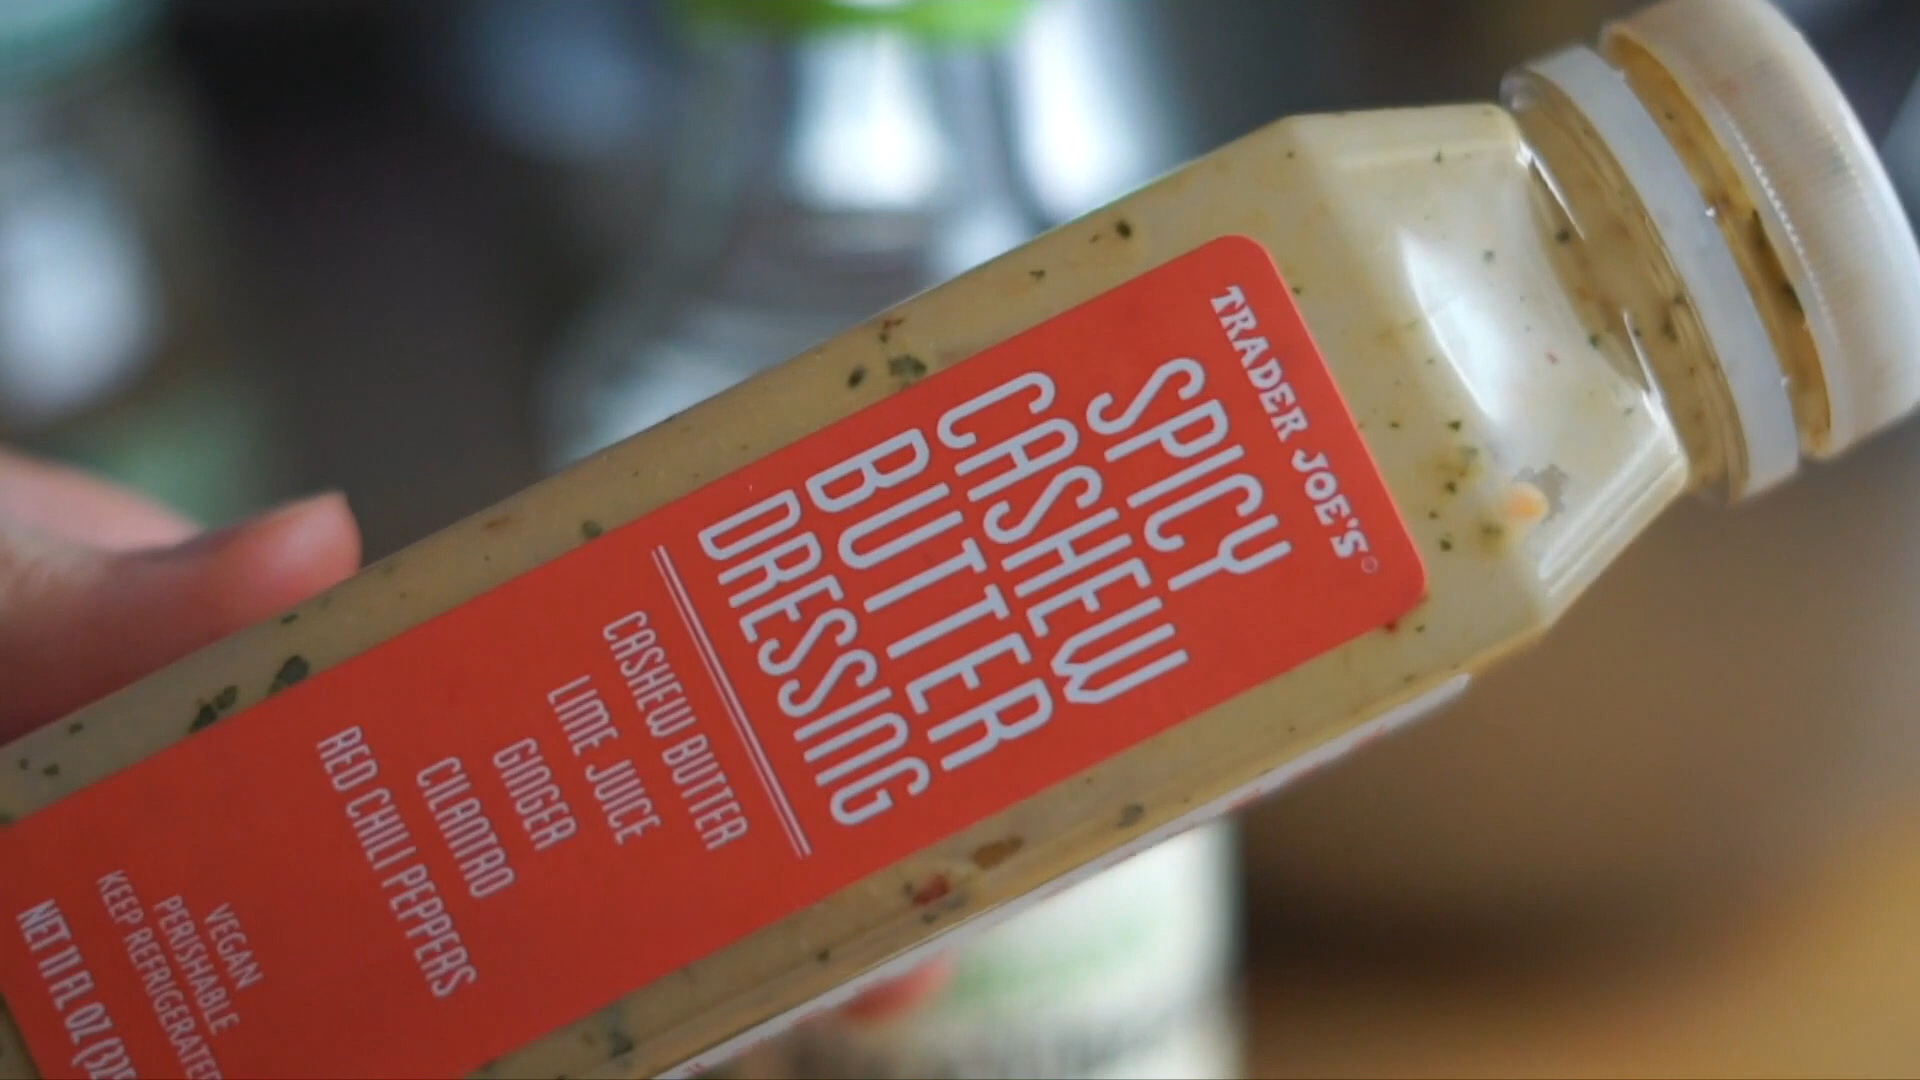 TRADER JOE'S
SPICY
CASHEW
BUTTER
DRESSING
CASHEW BUTTER
LIME JUICE
GINGER
CILANTRO
RED CHILI PEPPERS
VEGAN
PERISHABLE
KEEP REFRIGERATED
NET 11 FL OZ